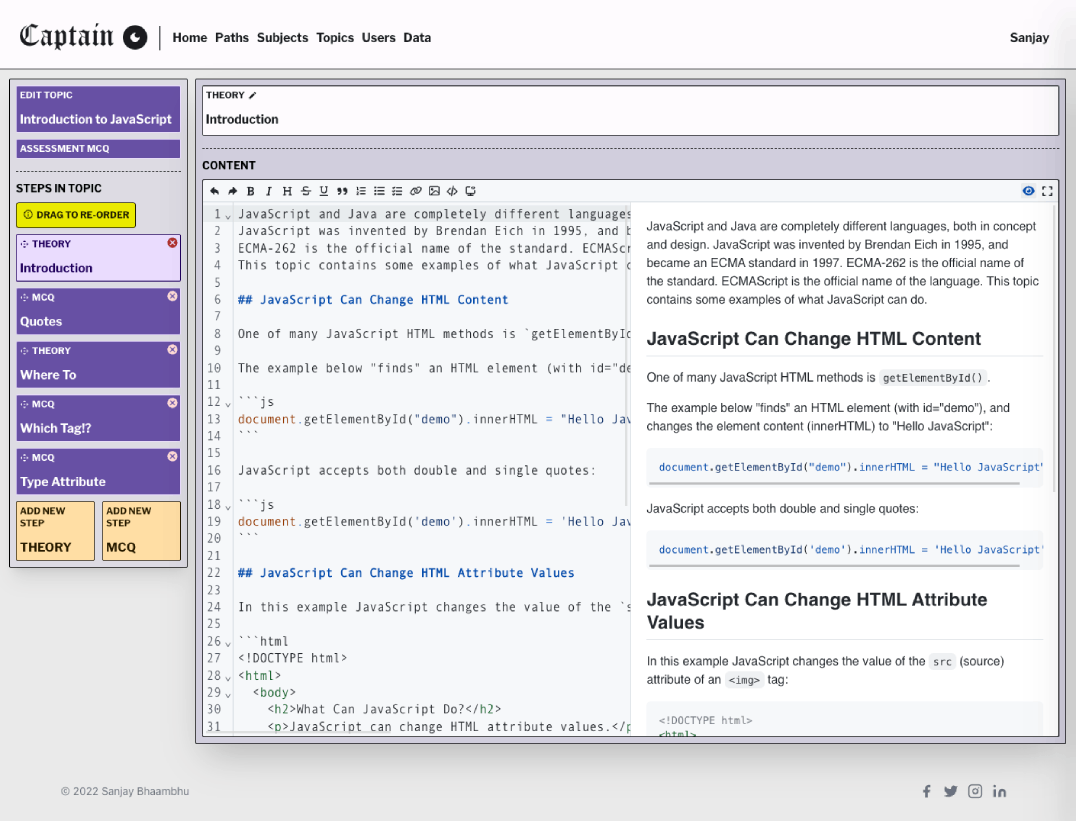 Captain
Home Paths Subjects Topics Users Data
Sanjay
EDIT TOPIC
Introduction to JavaScript
ASSESSMENT MCQ
STEPS IN TOPIC
DRAG TO RE-ORDER
THEORY
Introduction
MCQ
Quotes
THEORY
Where To
MCQ
Which Tag!?
MCQ
Type Attribute
ADD NEW
STEP
THEORY
ADD NEW
STEP
MCQ
THEORY
Introduction
CONTENT
1 JavaScript and Java are completely different languages
2 JavaScript was invented by Brendan Eich in 1995, and b
3 ECMA-262 is the official name of the standard. ECMAScr
4 This topic contains some examples of what JavaScript c
5
6 ## JavaScript Can Change HTML Content
7
8 One of many JavaScript HTML methods is `getElementById
9
10 The example below "finds" an HTML element (with id="de
11
12 ```js
13 document.getElementById("demo").innerHTML = "Hello Jav
14 ```
15
16 JavaScript accepts both double and single quotes:
17
18 ```js
19 document.getElementById('demo').innerHTML = 'Hello Jav
20 ```
21
22 ## JavaScript Can Change HTML Attribute Values
23
24 In this example JavaScript changes the value of the `s
25
26 ```html
27 <!DOCTYPE html>
28 <html>
29 <body>
30 <h2>What Can JavaScript Do?</h2>
31 <p>JavaScript can change HTML attribute values.</p
JavaScript and Java are completely different languages, both in concept
and design. JavaScript was invented by Brendan Eich in 1995, and
became an ECMA standard in 1997. ECMA-262 is the official name of
the standard. ECMAScript is the official name of the language. This topic
contains some examples of what JavaScript can do.
JavaScript Can Change HTML Content
One of many JavaScript HTML methods is getElementById() .
The example below "finds" an HTML element (with id="demo"), and
changes the element content (innerHTML) to "Hello JavaScript":
document.getElementById("demo").innerHTML = "Hello JavaScript"
JavaScript accepts both double and single quotes:
document.getElementById('demo').innerHTML = 'Hello JavaScript'
JavaScript Can Change HTML Attribute
Values
In this example JavaScript changes the value of the src (source)
attribute of an <img> tag:
<!DOCTYPE html>
<html>
© 2022 Sanjay Bhaambhu